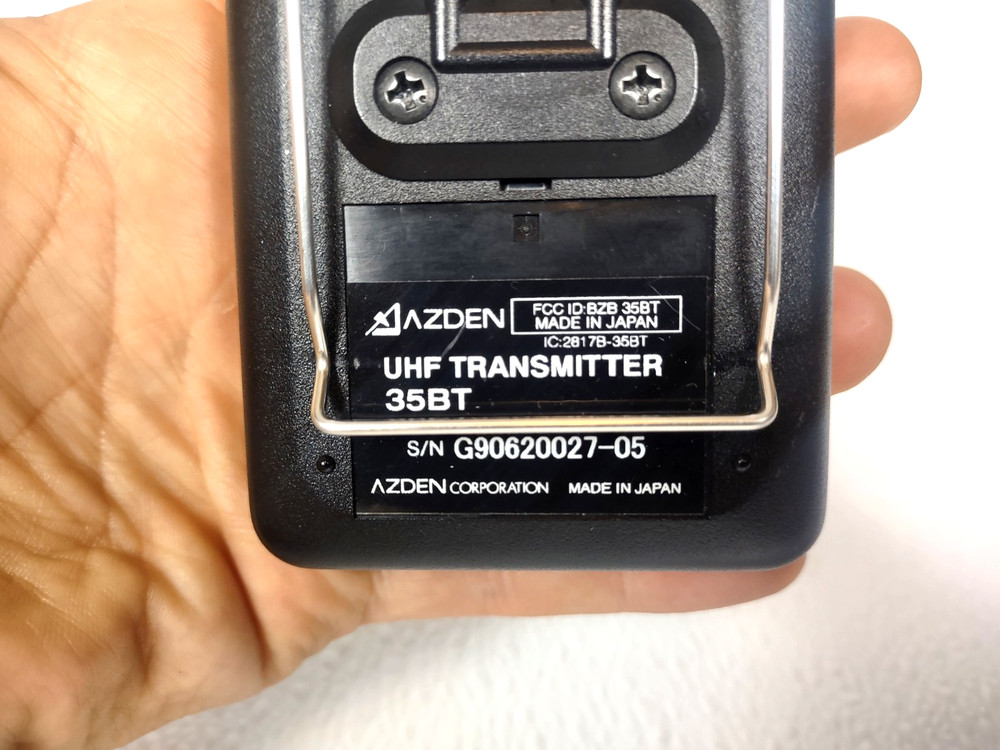 AZDEN
FCC ID:BZB 35BT
MADE IN JAPAN
IC:2817B-35BT
UHF TRANSMITTER
35BT
S/N G90620027-05
AZDEN CORPORATION MADE IN JAPAN